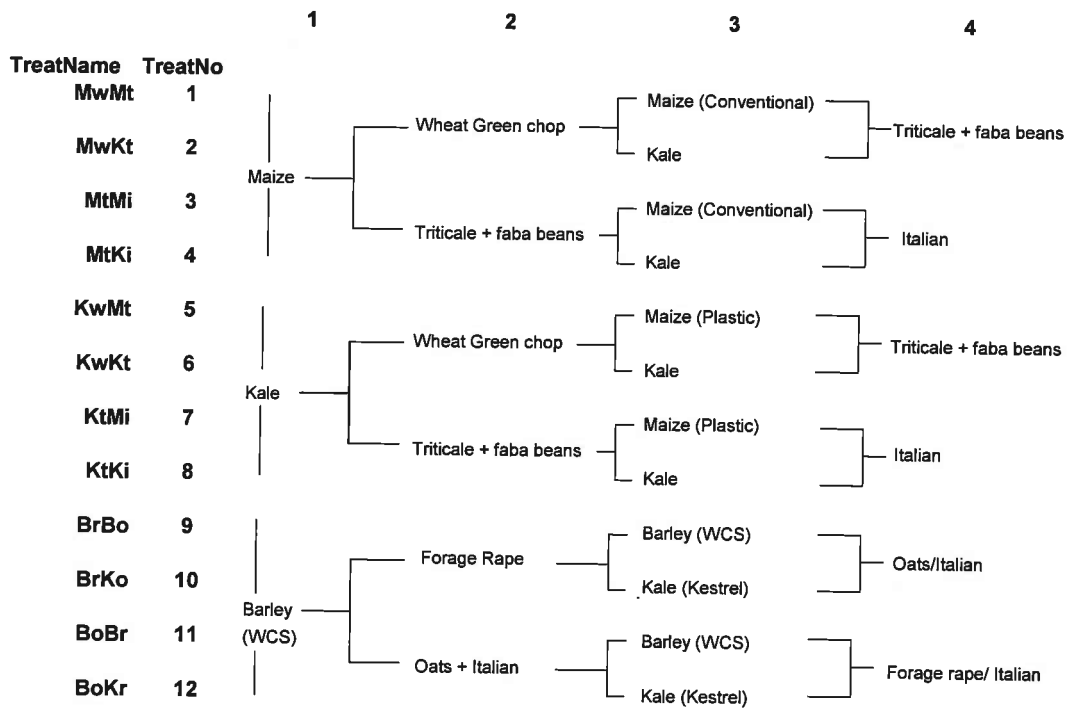 1 2 3 4
TreatName TreatNo
MwMt 1 Maize (Conventional)
Wheat Green chop Triticale + faba beans
MwKt 2 Kale
Maize
MtMi 3 Maize (Conventional)
Triticale + faba beans Italian
MtKi 4 Kale
KwMt 5 Maize (Plastic)
Wheat Green chop Triticale + faba beans
KwKt 6 Kale
Kale
KtMi 7 Maize (Plastic)
Triticale + faba beans Italian
KtKi 8 Kale
BrBo 9 Barley (WCS)
Forage Rape Oats/Italian
BrKo 10 Kale (Kestrel)
Barley
(WCS)
BoBr 11 Barley (WCS)
Oats + Italian Forage rape/ Italian
BoKr 12 Kale (Kestrel)